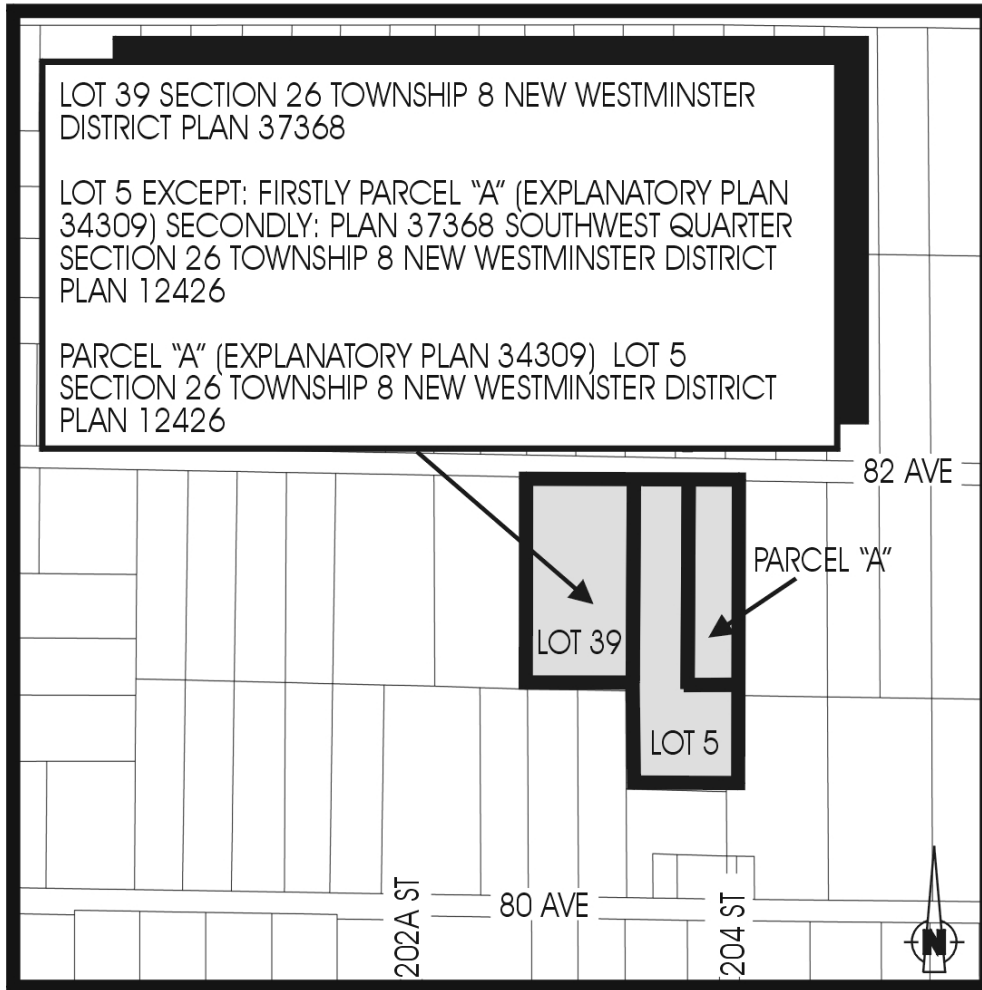 LOT 39 SECTION 26 TOWNSHIP 8 NEW WESTMINSTER
DISTRICT PLAN 37368
LOT 5 EXCEPT: FIRSTLY PARCEL “A” (EXPLANATORY PLAN
34309) SECONDLY: PLAN 37368 SOUTHWEST QUARTER
SECTION 26 TOWNSHIP 8 NEW WESTMINSTER DISTRICT
PLAN 12426
PARCEL “A” (EXPLANATORY PLAN 34309) LOT 5
SECTION 26 TOWNSHIP 8 NEW WESTMINSTER DISTRICT
PLAN 12426
82 AVE
PARCEL “A”
LOT 39
LOT 5
202A ST
80 AVE
204 ST
N